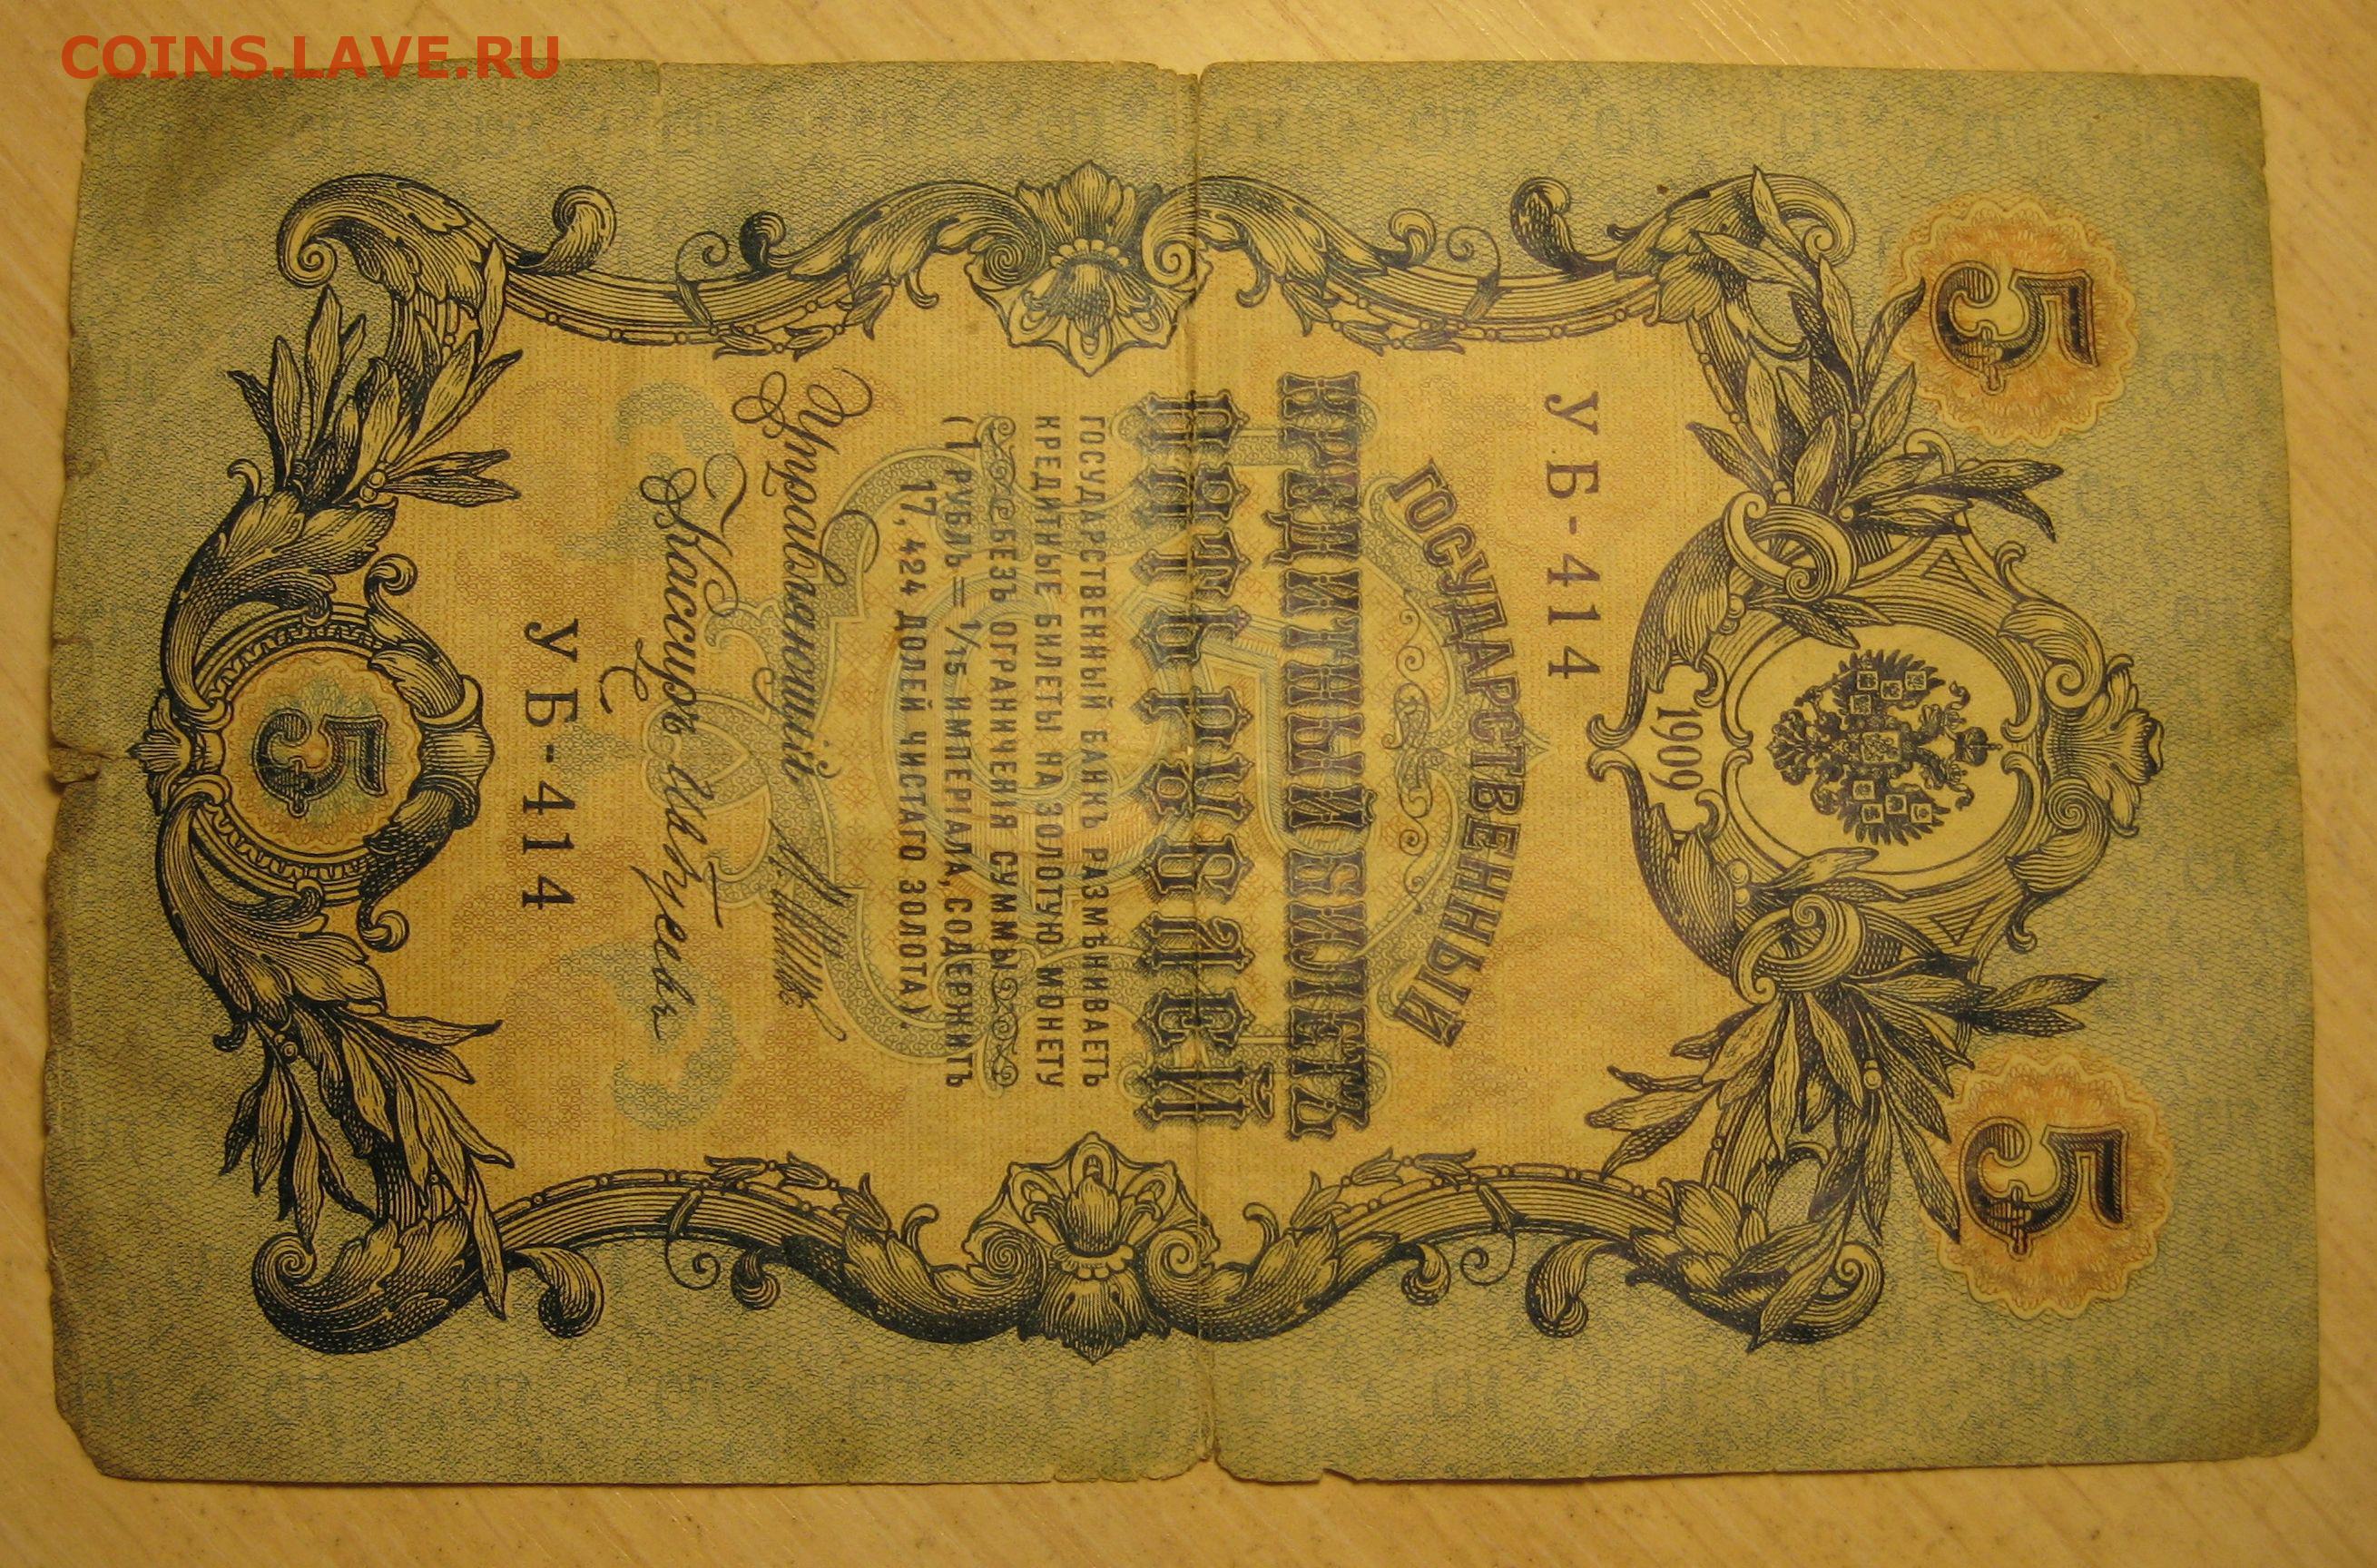 COINS.LAVE.RU
5
5
1909
УБ-414
ГОСУДАРСТВЕННЫЙ
КРЕДИТНЫЙ БИЛЕТЪ
ПЯТЬ РУБЛЕЙ
ГОСУДАРСТВЕННЫЙ БАНКЪ РАЗМѢНИВАЕТЪ
КРЕДИТНЫЕ БИЛЕТЫ НА ЗОЛОТУЮ МОНЕТУ
БЕЗЪ ОГРАНИЧЕНІЯ СУММЫ
(1 РУБЛЬ = 1/15 ИМПЕРІАЛА, СОДЕРЖИТЪ
17,424 ДОЛЕЙ ЧИСТАГО ЗОЛОТА).
Управляющій И. Шипов
Кассиръ
УБ-414
5